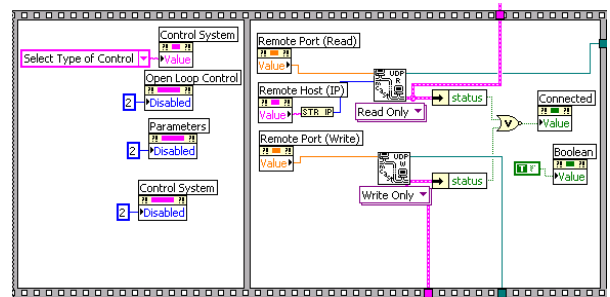 Control System
Select Type of Control
Value
Open Loop Control
2
Disabled
Parameters
2
Disabled
Control System
2
Disabled
Remote Port (Read)
Value
UDP
R
Remote Host (IP)
Value
STR IP
Read Only
status
Connected
V
Value
Remote Port (Write)
Value
UDP
W
Write Only
status
Boolean
T F
Value